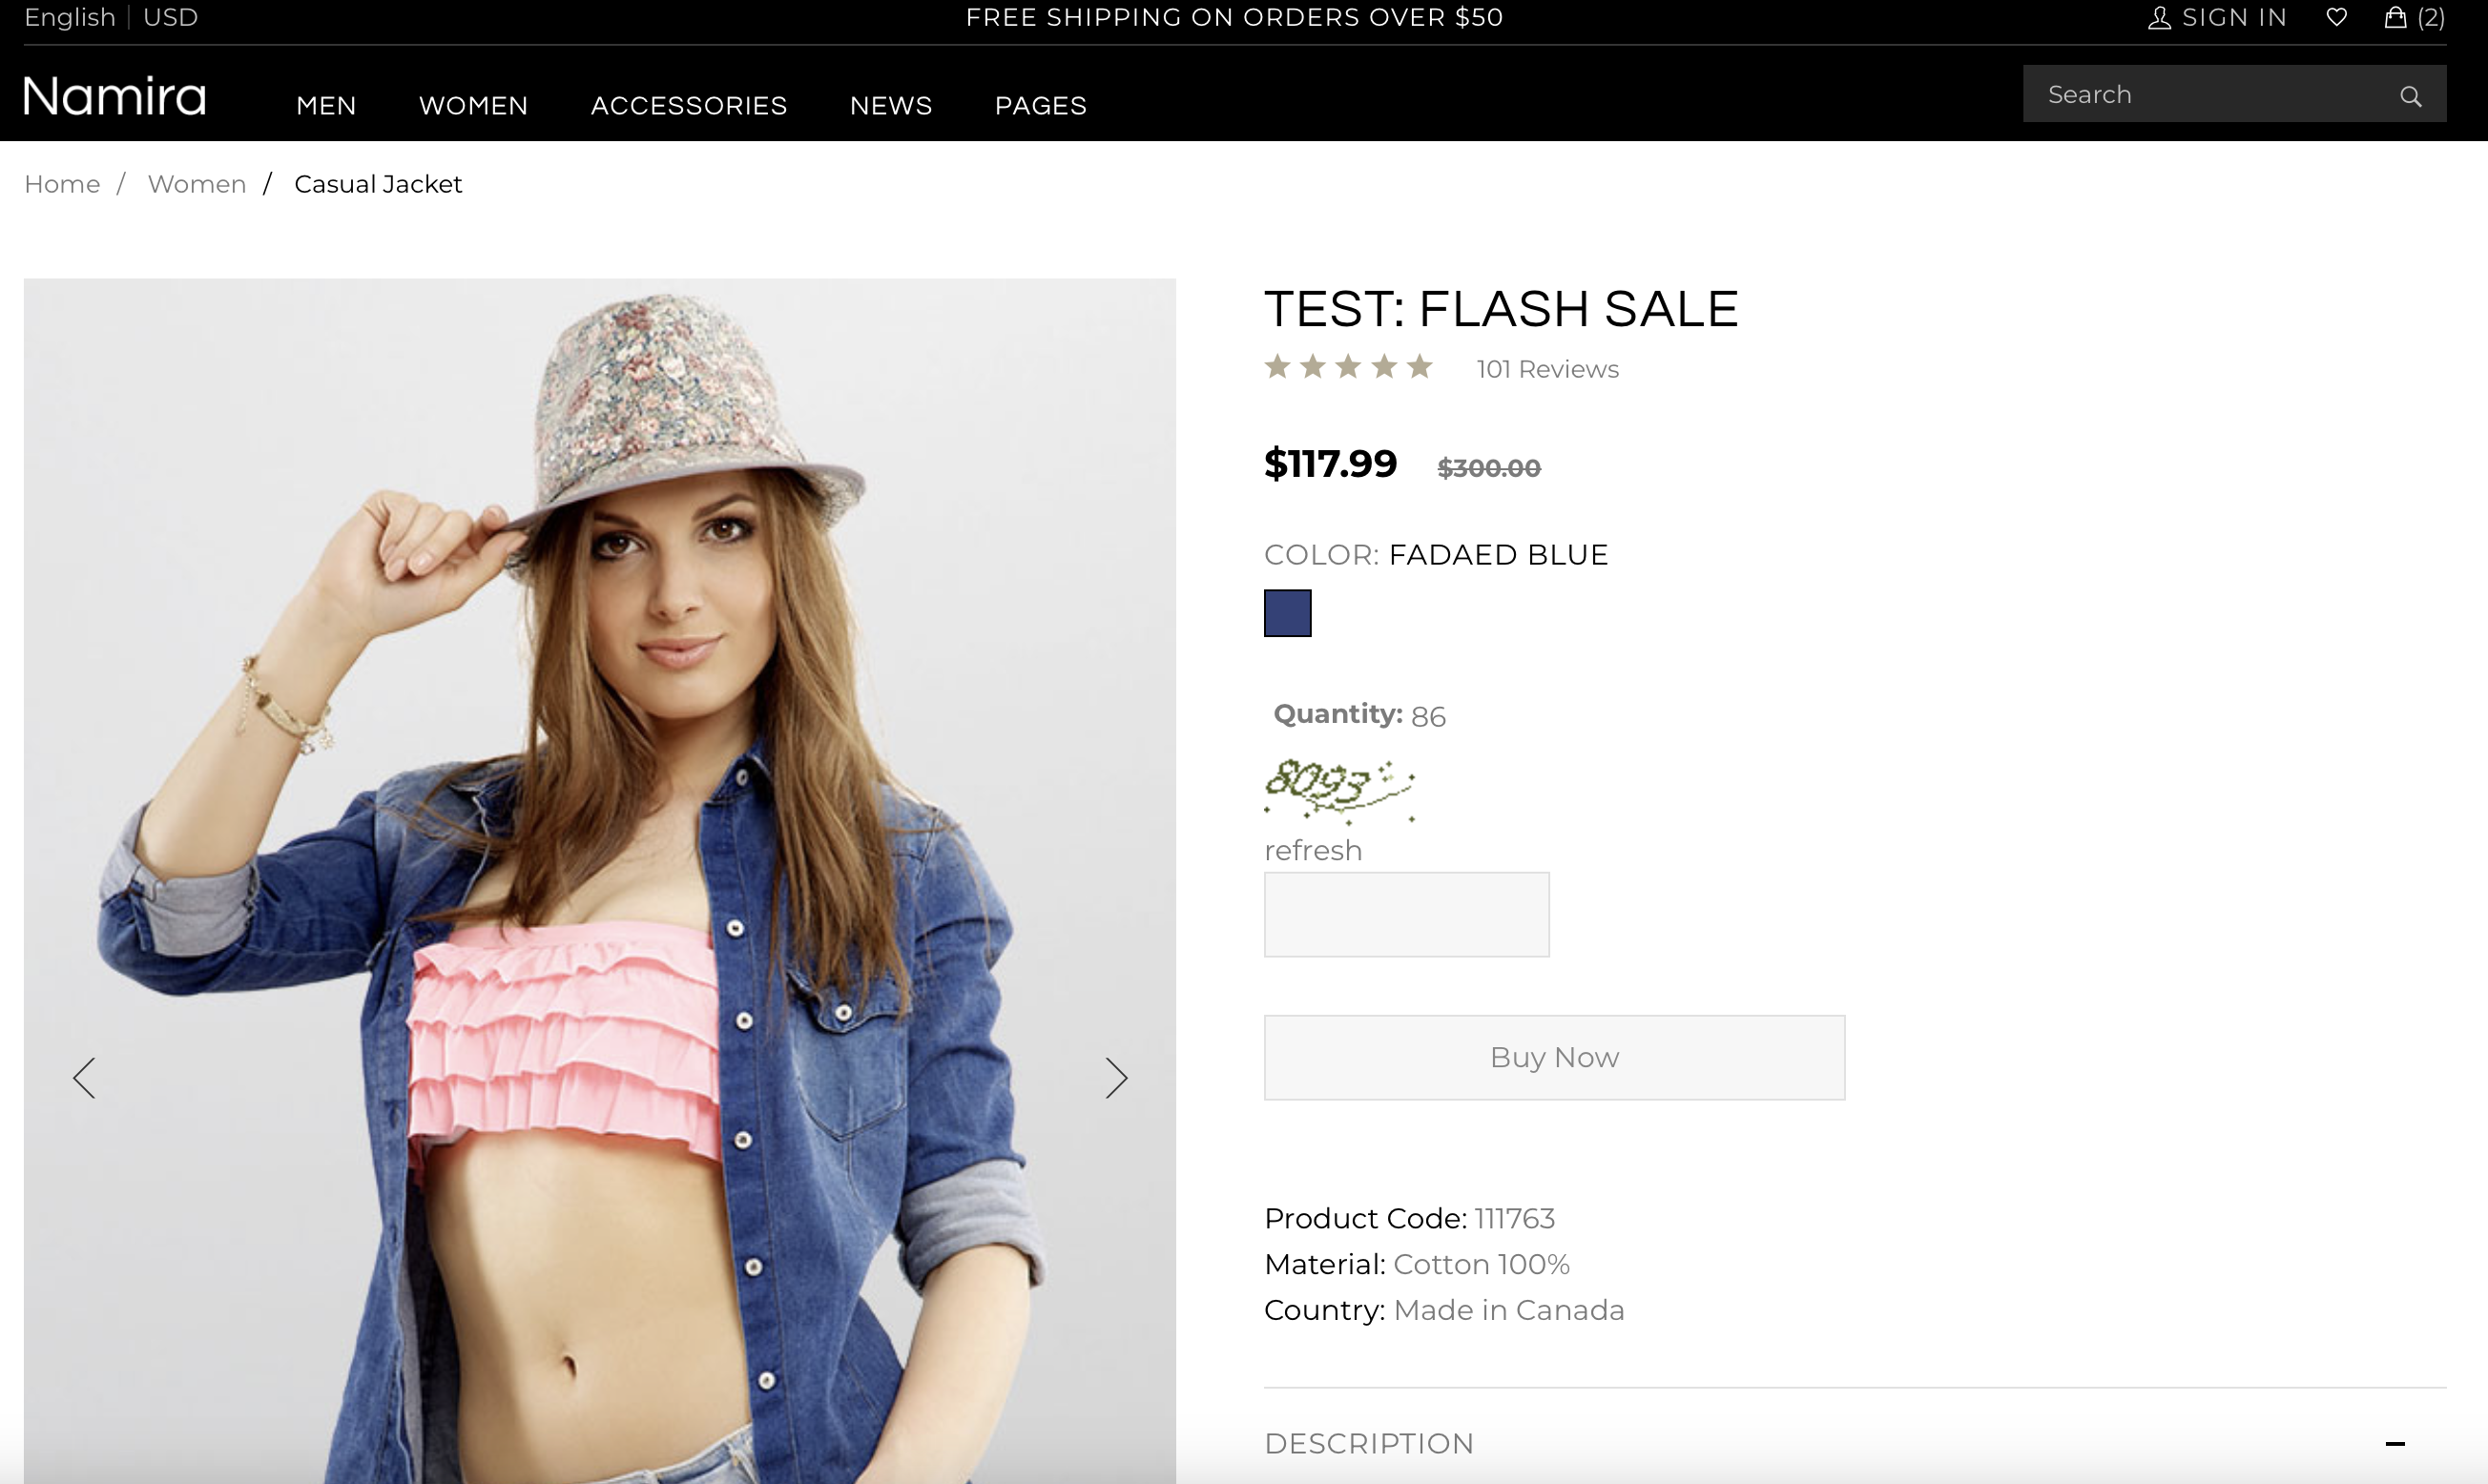 English | USD
FREE SHIPPING ON ORDERS OVER $50
SIGN IN
(2)
Namira
MEN
WOMEN
ACCESSORIES
NEWS
PAGES
Search
Home / Women / Casual Jacket
TEST: FLASH SALE
101 Reviews
$117.99 $300.00
COLOR: FADAED BLUE
Quantity: 86
8093
refresh
Buy Now
Product Code: 111763
Material: Cotton 100%
Country: Made in Canada
DESCRIPTION